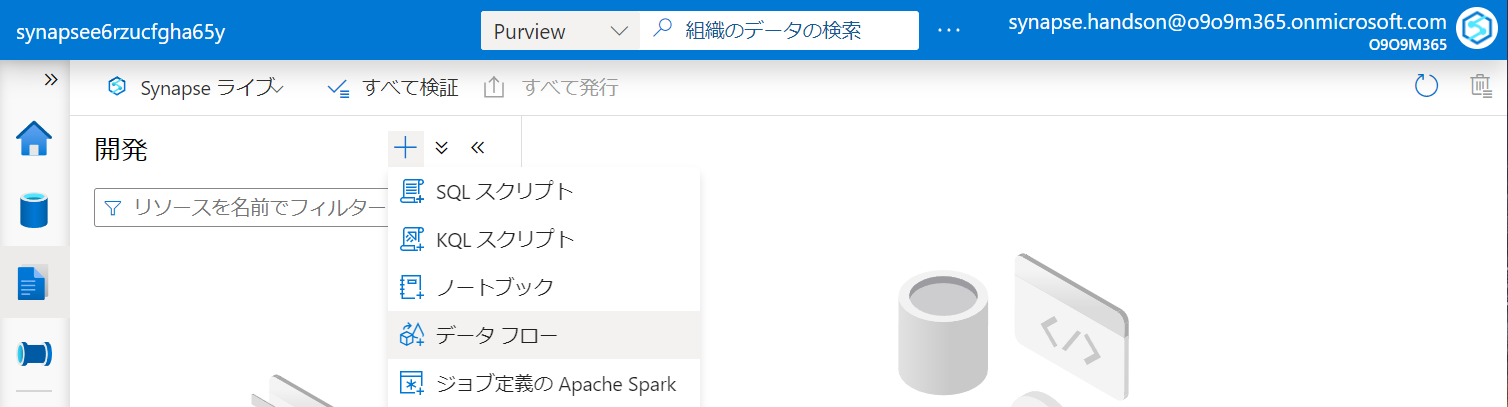 synapsee6rzucfgha65y
Purview
組織のデータの検索
···
synapse.handson@o9o9m365.onmicrosoft.com
O9O9M365
Synapse ライブ
すべて検証
すべて発行
開発
リソースを名前でフィルター
SQL スクリプト
KQL スクリプト
ノートブック
データ フロー
ジョブ定義の Apache Spark